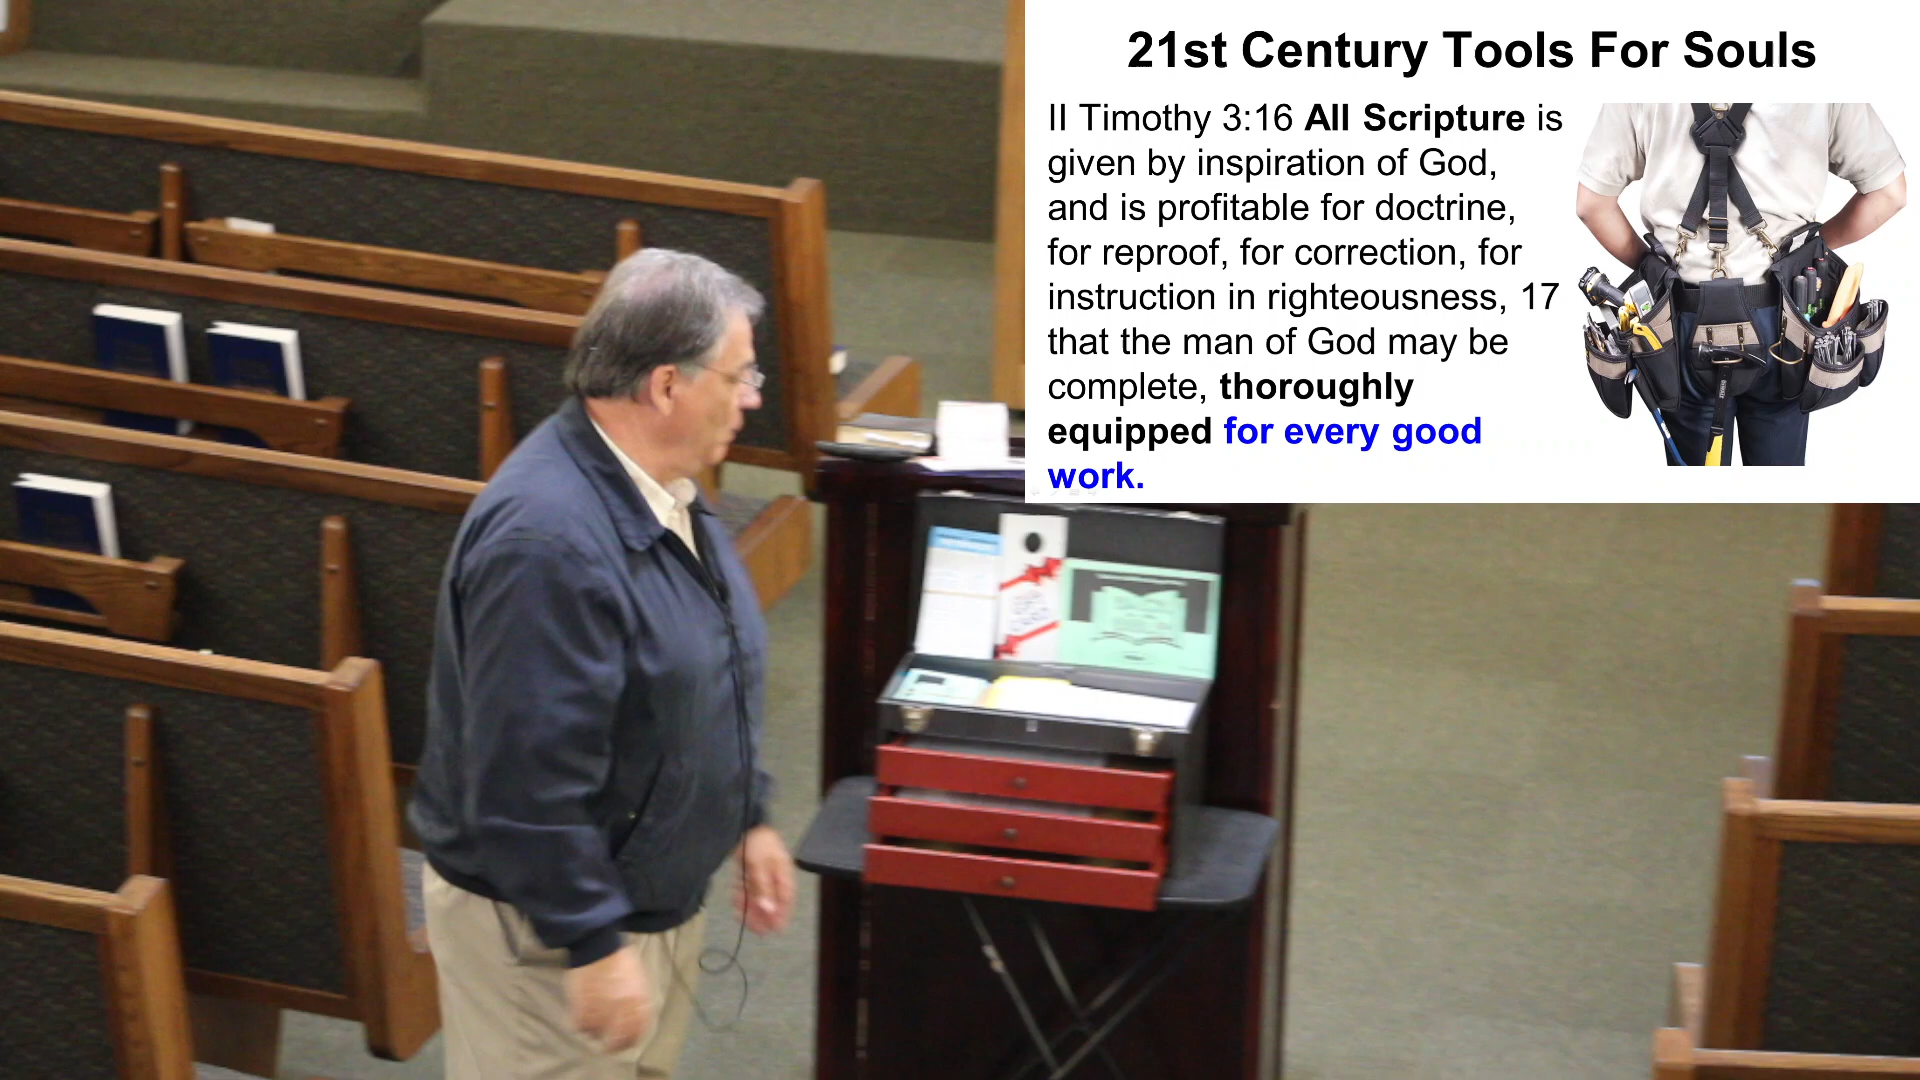 21st Century Tools For Souls
II Timothy 3:16 All Scripture is
given by inspiration of God,
and is profitable for doctrine,
for reproof, for correction, for
instruction in righteousness, 17
that the man of God may be
complete, thoroughly
equipped for every good
work.